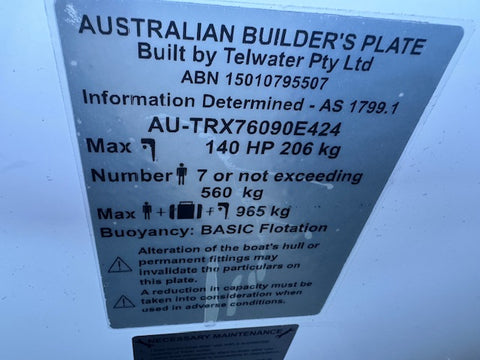 AUSTRALIAN BUILDER'S PLATE
Built by Telwater Pty Ltd
ABN 15010795507
Information Determined - AS 1799.1
AU-TRX76090E424
Max 140 HP 206 kg
Number 7 or not exceeding
560 kg
Max + + 965 kg
Buoyancy: BASIC Flotation
Alteration of the boat's hull or
permanent fittings may
invalidate the particulars on
this plate.
A reduction in capacity must be
taken into consideration when
used in adverse conditions.
NECESSARY MAINTENANCE